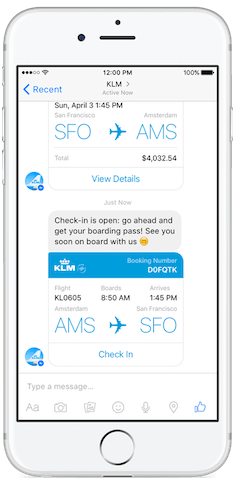 12:00 PM
100%
Recent
KLM >
Active Now
Sun, April 3 1:45 PM
San Francisco Amsterdam
SFO AMS
Total $4,032.54
View Details
Just Now
Check-in is open: go ahead and
get your boarding pass! See you
soon on board with us
KLM
Booking Number
D0FQTK
Flight Boards Arrives
KL0605 8:50 AM 1:45 PM
Amsterdam San Francisco
AMS SFO
Check In
Type a message...
Aa